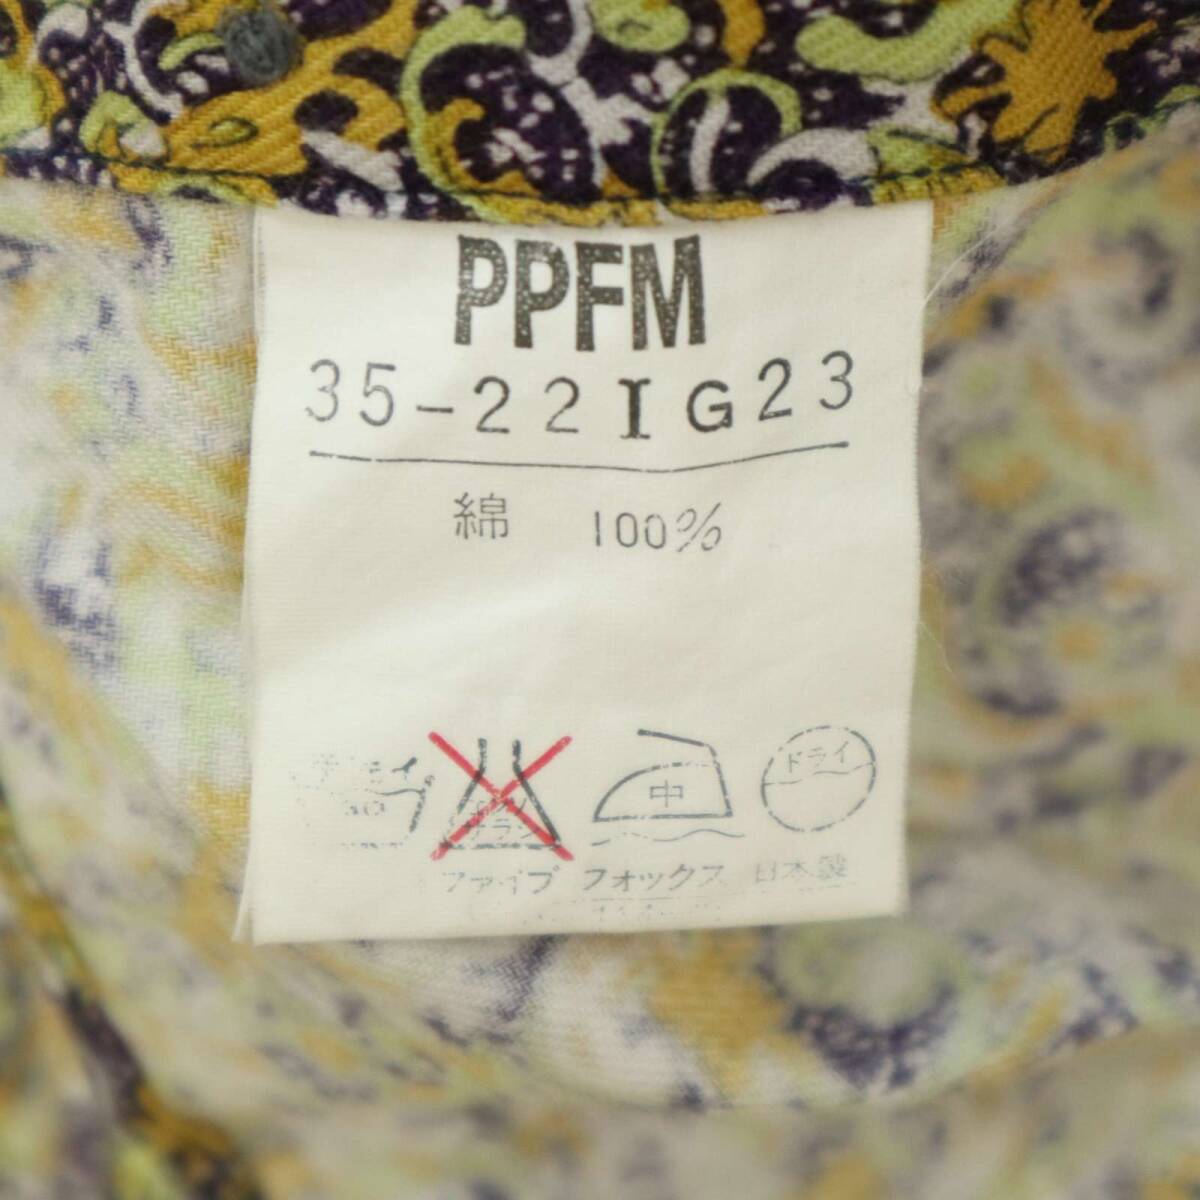 PPFM
35-22IG23
綿 100%
中
ドライ
ファイブ フォックス 日本製